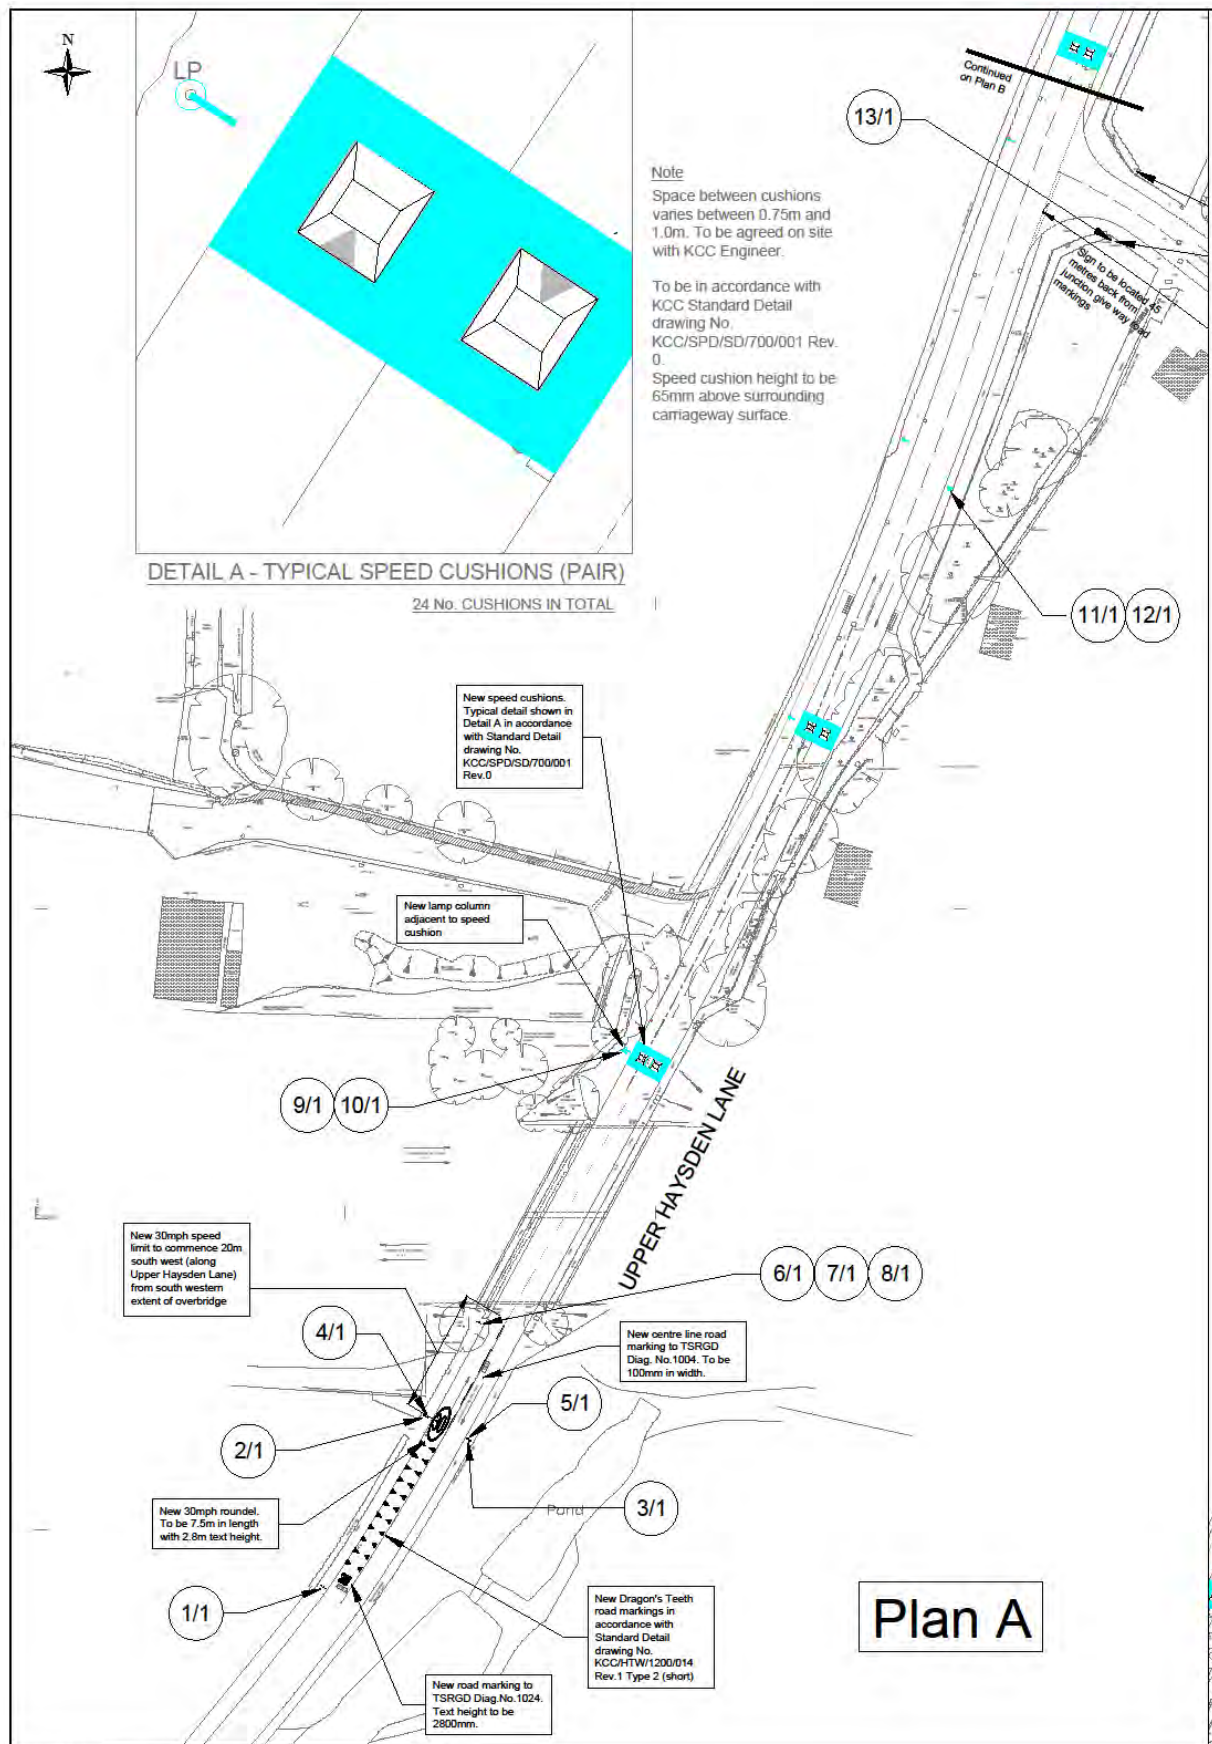 N
LP
Continued
on Plan B
13/1
Note
Space between cushions
varies between 0.75m and
1.0m. To be agreed on site
with KCC Engineer.
To be in accordance with
KCC Standard Detail
drawing No.
KCC/SPD/SD/700/001 Rev.
0.
Speed cushion height to be
65mm above surrounding
carriageway surface.
Sign to be located 45
metres back from
junction give way road
markings
DETAIL A - TYPICAL SPEED CUSHIONS (PAIR)
24 No. CUSHIONS IN TOTAL
11/1
12/1
New speed cushions.
Typical detail shown in
Detail A in accordance
with Standard Detail
drawing No.
KCC/SPD/SD/700/001
Rev.0
New lamp column
adjacent to speed
cushion
9/1
10/1
UPPER HAYSDEN LANE
New 30mph speed
limit to commence 20m
south west (along
Upper Haysden Lane)
from south western
extent of overbridge
6/1
7/1
8/1
4/1
New centre line road
marking to TSRGD
Diag. No.1004. To be
100mm in width.
5/1
2/1
New 30mph roundel.
To be 7.5m in length
with 2.8m text height.
Pond
3/1
1/1
New Dragon's Teeth
road markings in
accordance with
Standard Detail
drawing No.
KCC/HTW/1200/014
Rev.1 Type 2 (short)
Plan A
New road marking to
TSRGD Diag.No.1024.
Text height to be
2800mm.